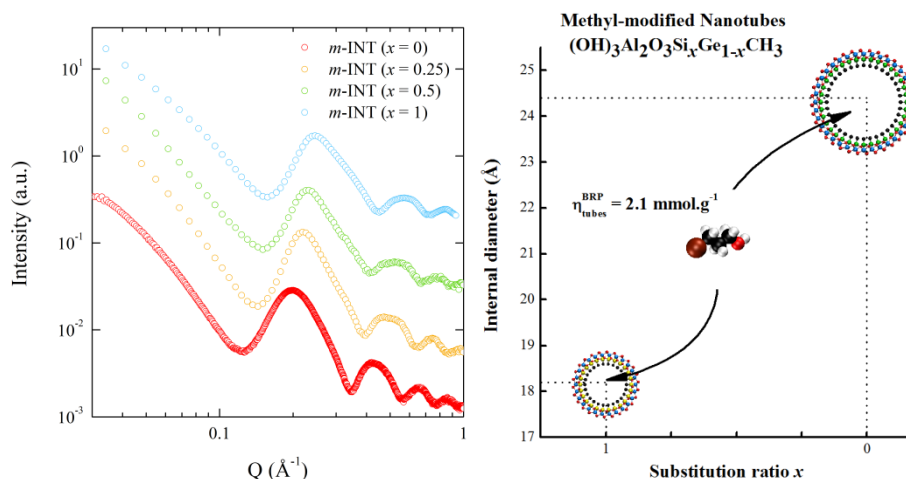 m-INT (x = 0)
m-INT (x = 0.25)
m-INT (x = 0.5)
m-INT (x = 1)
10¹
10⁰
10⁻¹
10⁻²
10⁻³
Intensity (a.u.)
0.1
1
Q (Å⁻¹)
Methyl-modified Nanotubes
(OH)₃Al₂O₃SiₓGe₁₋ₓCH₃
25
24
23
22
21
20
19
18
17
Internal diameter (Å)
η_tubes^BRP = 2.1 mmol.g⁻¹
1
0
Substitution ratio x